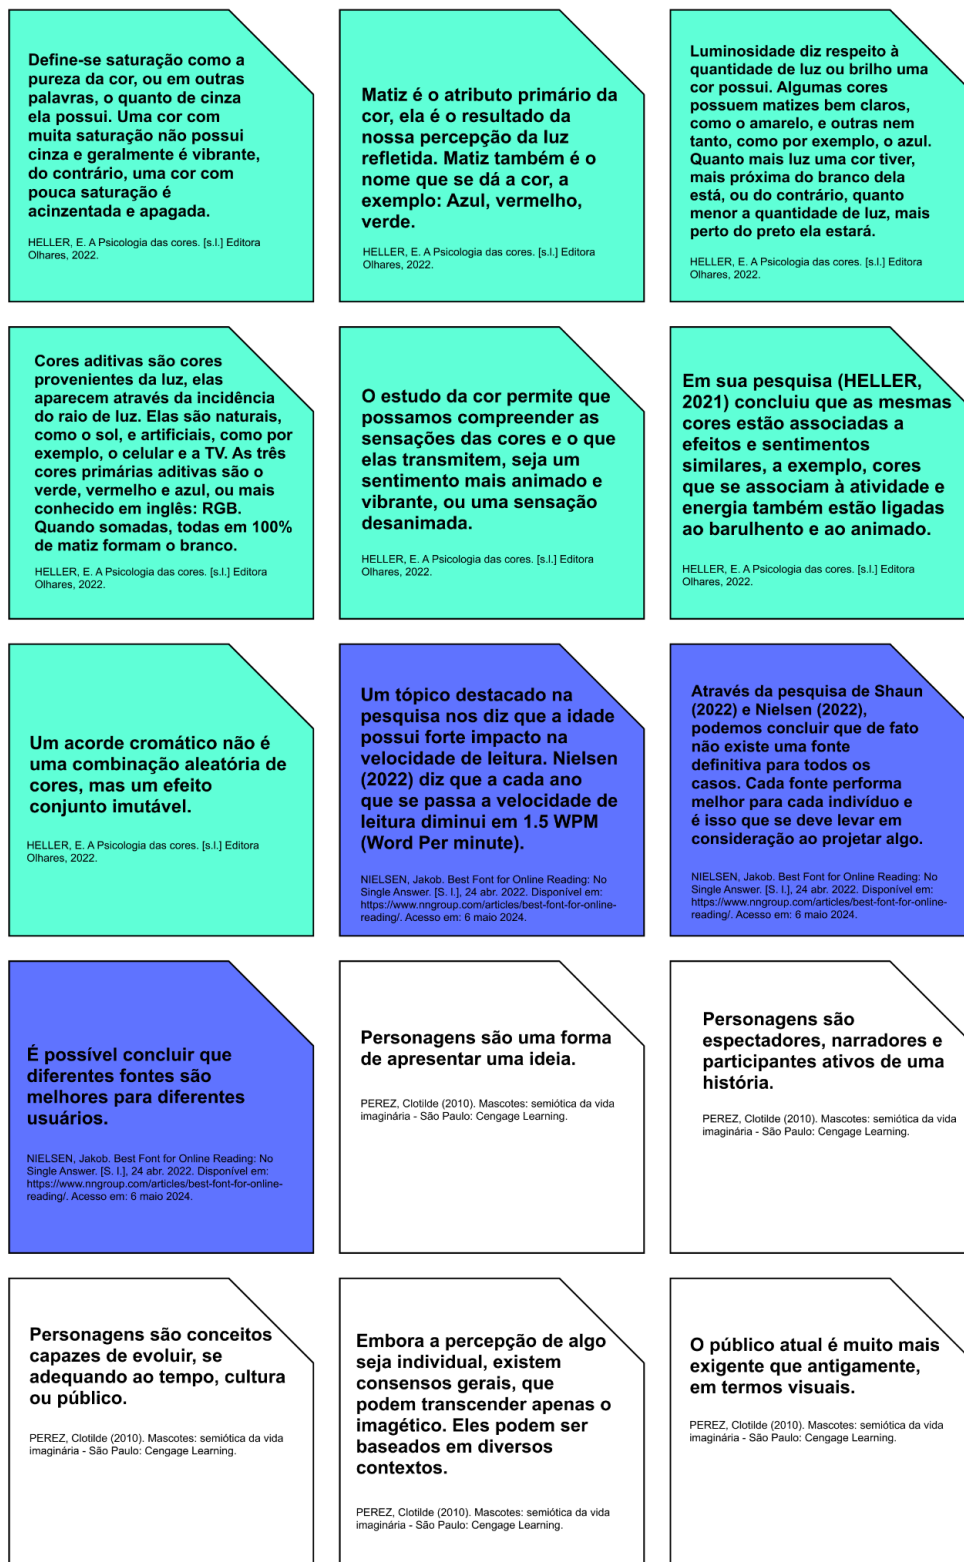 Define-se saturação como a
pureza da cor, ou em outras
palavras, o quanto de cinza
ela possui. Uma cor com
muita saturação não possui
cinza e geralmente é vibrante,
do contrário, uma cor com
pouca saturação é
acinzentada e apagada.
HELLER, E. A Psicologia das cores. [s.l.] Editora
Olhares, 2022.
Matiz é o atributo primário da
cor, ela é o resultado da
nossa percepção da luz
refletida. Matiz também é o
nome que se dá a cor, a
exemplo: Azul, vermelho,
verde.
HELLER, E. A Psicologia das cores. [s.l.] Editora
Olhares, 2022.
Luminosidade diz respeito à
quantidade de luz ou brilho uma
cor possui. Algumas cores
possuem matizes bem claros,
como o amarelo, e outras nem
tanto, como por exemplo, o azul.
Quanto mais luz uma cor tiver,
mais próxima do branco dela
está, ou do contrário, quanto
menor a quantidade de luz, mais
perto do preto ela estará.
HELLER, E. A Psicologia das cores. [s.l.] Editora
Olhares, 2022.
Cores aditivas são cores
provenientes da luz, elas
aparecem através da incidência
do raio de luz. Elas são naturais,
como o sol, e artificiais, como por
exemplo, o celular e a TV. As três
cores primárias aditivas são o
verde, vermelho e azul, ou mais
conhecido em inglês: RGB.
Quando somadas, todas em 100%
de matiz formam o branco.
HELLER, E. A Psicologia das cores. [s.l.] Editora
Olhares, 2022.
O estudo da cor permite que
possamos compreender as
sensações das cores e o que
elas transmitem, seja um
sentimento mais animado e
vibrante, ou uma sensação
desanimada.
HELLER, E. A Psicologia das cores. [s.l.] Editora
Olhares, 2022.
Em sua pesquisa (HELLER,
2021) concluiu que as mesmas
cores estão associadas a
efeitos e sentimentos
similares, a exemplo, cores
que se associam à atividade e
energia também estão ligadas
ao barulhento e ao animado.
HELLER, E. A Psicologia das cores. [s.l.] Editora
Olhares, 2022.
Um acorde cromático não é
uma combinação aleatória de
cores, mas um efeito
conjunto imutável.
HELLER, E. A Psicologia das cores. [s.l.] Editora
Olhares, 2022.
Um tópico destacado na
pesquisa nos diz que a idade
possui forte impacto na
velocidade de leitura. Nielsen
(2022) diz que a cada ano
que se passa a velocidade de
leitura diminui em 1.5 WPM
(Word Per minute).
NIELSEN, Jakob. Best Font for Online Reading: No
Single Answer. [S. l.], 24 abr. 2022. Disponível em:
https://www.nngroup.com/articles/best-font-for-online-
reading/. Acesso em: 6 maio 2024.
Através da pesquisa de Shaun
(2022) e Nielsen (2022),
podemos concluir que de fato
não existe uma fonte
definitiva para todos os
casos. Cada fonte performa
melhor para cada indivíduo e
é isso que se deve levar em
consideração ao projetar algo.
NIELSEN, Jakob. Best Font for Online Reading: No
Single Answer. [S. l.], 24 abr. 2022. Disponível em:
https://www.nngroup.com/articles/best-font-for-online-
reading/. Acesso em: 6 maio 2024.
É possível concluir que
diferentes fontes são
melhores para diferentes
usuários.
NIELSEN, Jakob. Best Font for Online Reading: No
Single Answer. [S. l.], 24 abr. 2022. Disponível em:
https://www.nngroup.com/articles/best-font-for-online-
reading/. Acesso em: 6 maio 2024.
Personagens são uma forma
de apresentar uma ideia.
PEREZ, Clotilde (2010). Mascotes: semiótica da vida
imaginária - São Paulo: Cengage Learning.
Personagens são
espectadores, narradores e
participantes ativos de uma
história.
PEREZ, Clotilde (2010). Mascotes: semiótica da vida
imaginária - São Paulo: Cengage Learning.
Personagens são conceitos
capazes de evoluir, se
adequando ao tempo, cultura
ou público.
PEREZ, Clotilde (2010). Mascotes: semiótica da vida
imaginária - São Paulo: Cengage Learning.
Embora a percepção de algo
seja individual, existem
consensos gerais, que
podem transcender apenas o
imagético. Eles podem ser
baseados em diversos
contextos.
PEREZ, Clotilde (2010). Mascotes: semiótica da vida
imaginária - São Paulo: Cengage Learning.
O público atual é muito mais
exigente que antigamente,
em termos visuais.
PEREZ, Clotilde (2010). Mascotes: semiótica da vida
imaginária - São Paulo: Cengage Learning.